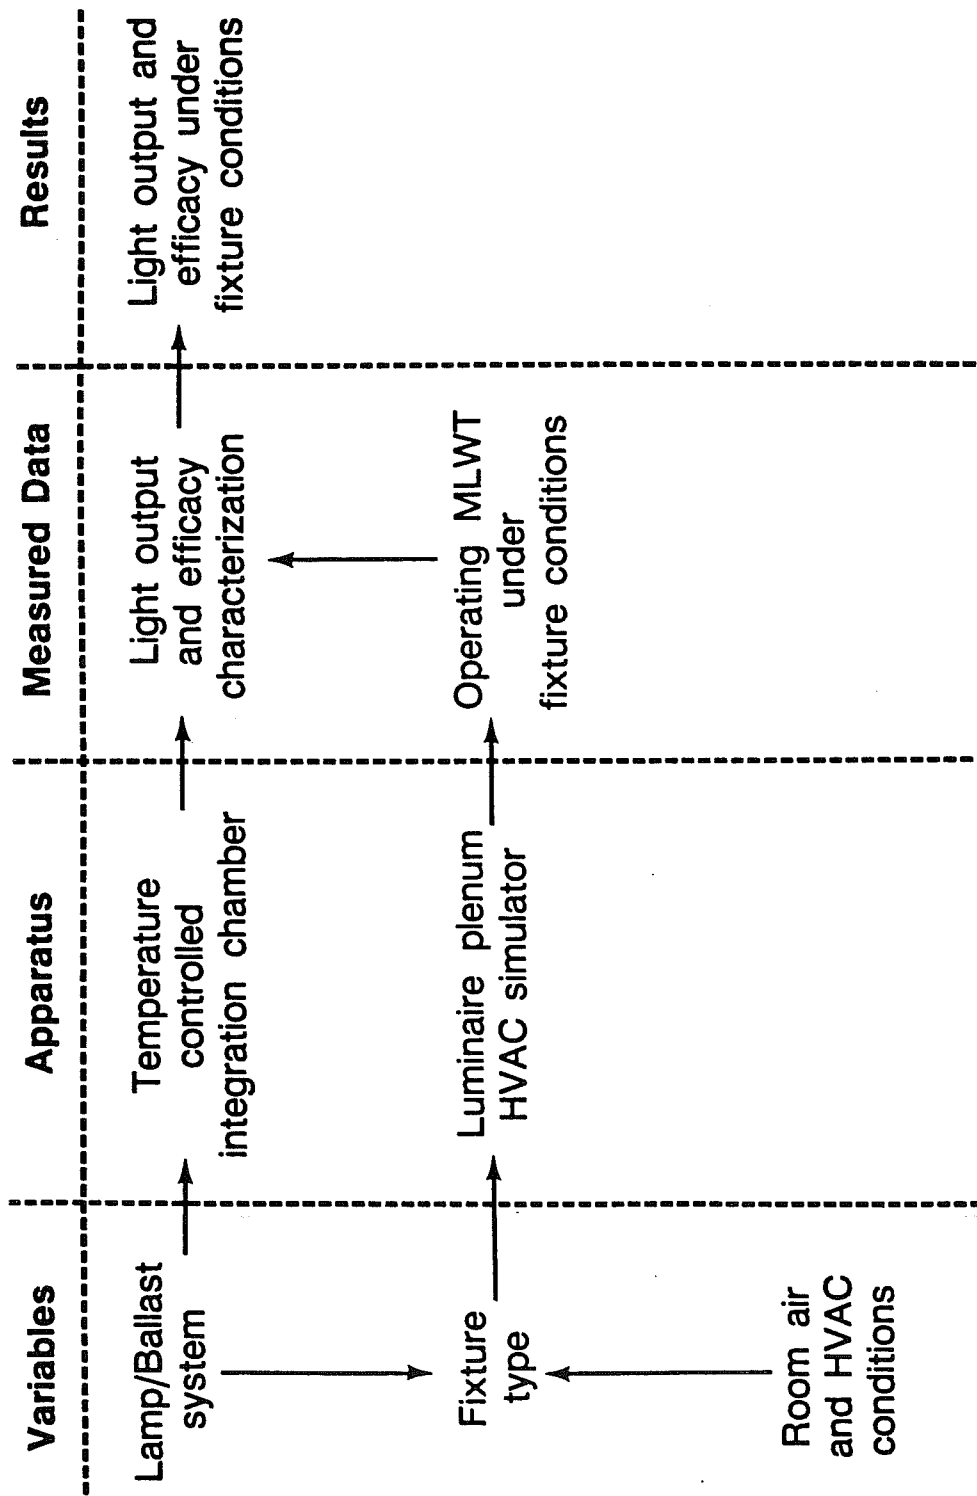 Variables
Apparatus
Measured Data
Results
Lamp/Ballast
system
Temperature
controlled
integration chamber
Light output
and efficacy
characterization
Light output and
efficacy under
fixture conditions
Fixture
type
Luminaire plenum
HVAC simulator
Operating MLWT
under
fixture conditions
Room air
and HVAC
conditions